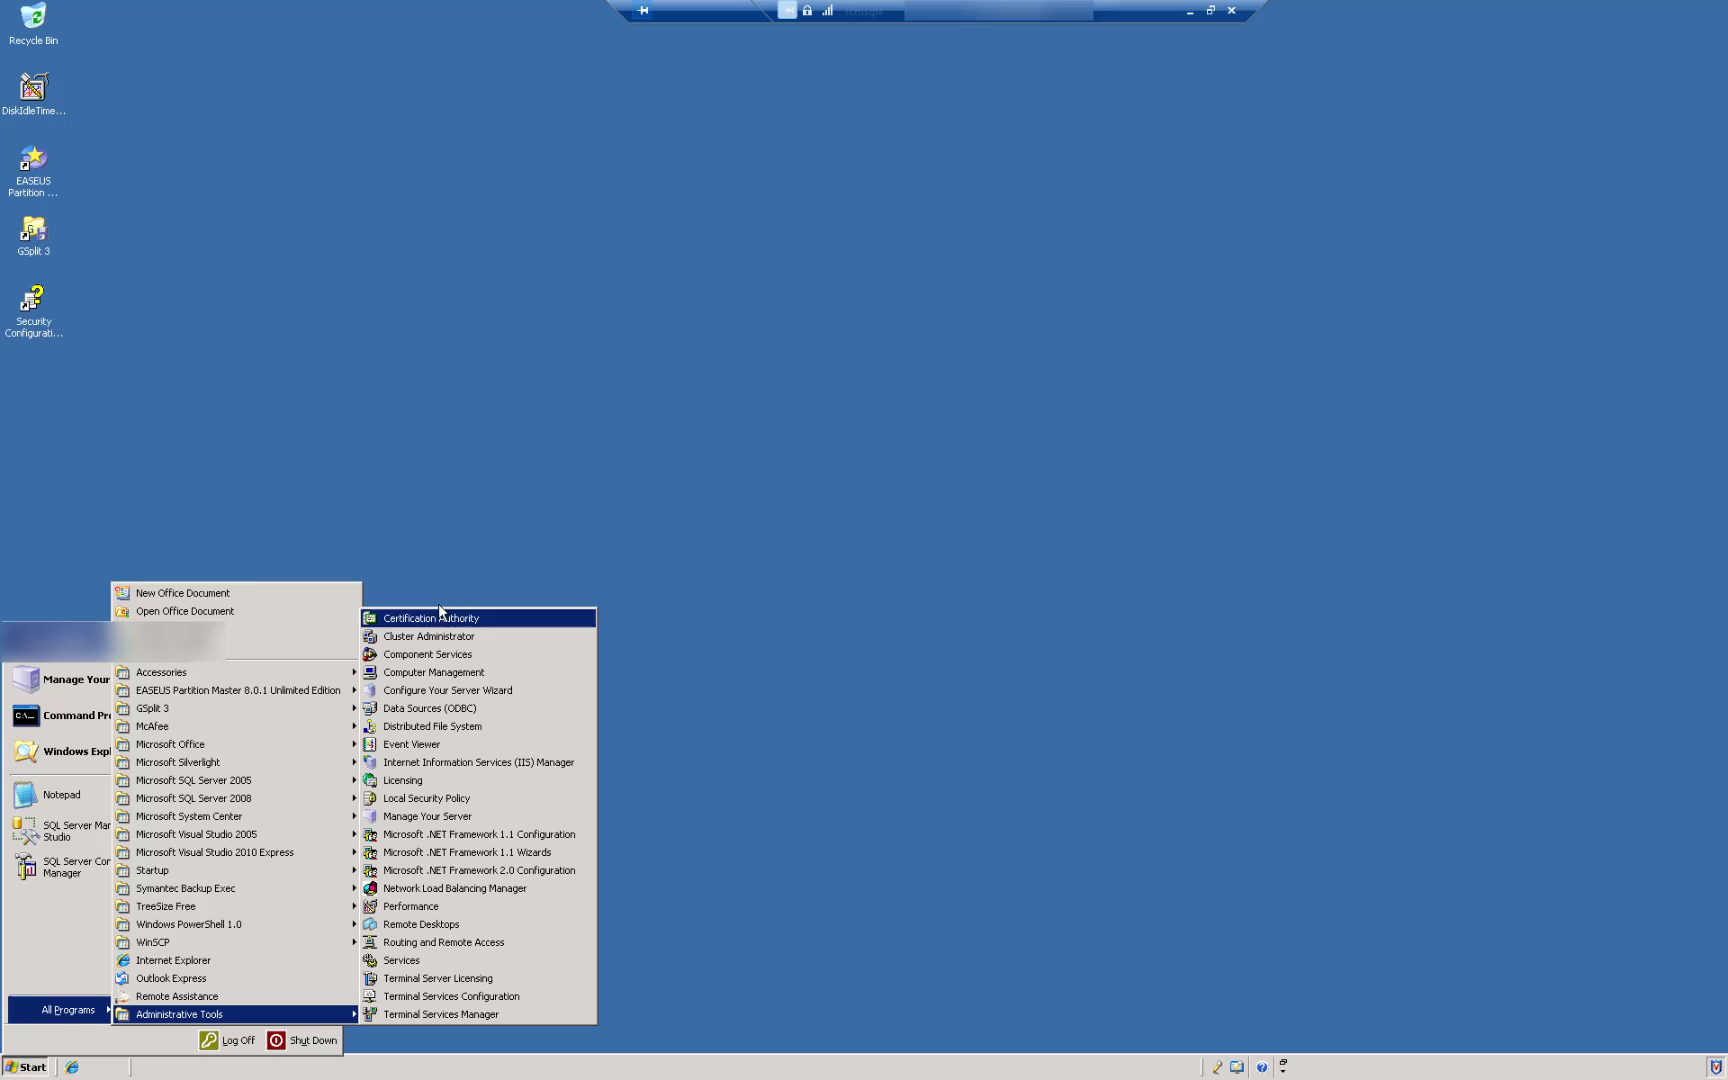 Recycle Bin
DiskIdleTime...
EASEUS
Partition ...
GSplit 3
Security
Configurati...
New Office Document
Open Office Document
Manage Your
Command Pr
Windows Expl
Notepad
SQL Server Mar
Studio
SQL Server Cor
Manager
All Programs
Accessories
EASEUS Partition Master 8.0.1 Unlimited Edition
GSplit 3
McAfee
Microsoft Office
Microsoft Silverlight
Microsoft SQL Server 2005
Microsoft SQL Server 2008
Microsoft System Center
Microsoft Visual Studio 2005
Microsoft Visual Studio 2010 Express
Startup
Symantec Backup Exec
TreeSize Free
Windows PowerShell 1.0
WinSCP
Internet Explorer
Outlook Express
Remote Assistance
Administrative Tools
Certification Authority
Cluster Administrator
Component Services
Computer Management
Configure Your Server Wizard
Data Sources (ODBC)
Distributed File System
Event Viewer
Internet Information Services (IIS) Manager
Licensing
Local Security Policy
Manage Your Server
Microsoft .NET Framework 1.1 Configuration
Microsoft .NET Framework 1.1 Wizards
Microsoft .NET Framework 2.0 Configuration
Network Load Balancing Manager
Performance
Remote Desktops
Routing and Remote Access
Services
Terminal Server Licensing
Terminal Services Configuration
Terminal Services Manager
Log Off
Shut Down
Start